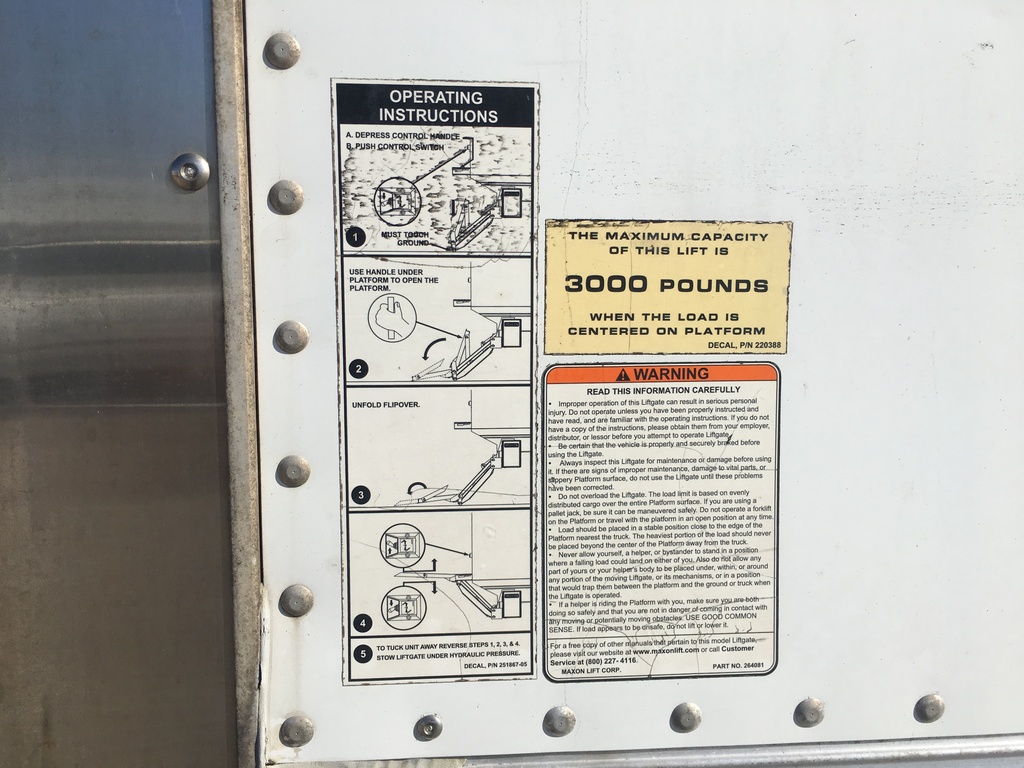 OPERATING
INSTRUCTIONS
A. DEPRESS CONTROL HANDLE
B. PUSH CONTROL SWITCH
MUST TOUCH
GROUND
1
USE HANDLE UNDER
PLATFORM TO OPEN THE
PLATFORM.
2
UNFOLD FLIPOVER.
3
4
5
TO TUCK UNIT AWAY REVERSE STEPS 1, 2, 3, & 4.
STOW LIFTGATE UNDER HYDRAULIC PRESSURE.
DECAL, P/N 251867-05
THE MAXIMUM CAPACITY
OF THIS LIFT IS
3000 POUNDS
WHEN THE LOAD IS
CENTERED ON PLATFORM
DECAL, P/N 220388
WARNING
READ THIS INFORMATION CAREFULLY
• Improper operation of this Liftgate can result in serious personal
injury. Do not operate unless you have been properly instructed and
have read, and are familiar with the operating instructions. If you do not
have a copy of the instructions, please obtain them from your employer,
distributor, or lessor before you attempt to operate Liftgate.
• Be certain that the vehicle is properly and securely braked before
using the Liftgate.
• Always inspect this Liftgate for maintenance or damage before using
it. If there are signs of improper maintenance, damage to vital parts, or
slippery Platform surface, do not use the Liftgate until these problems
have been corrected.
• Do not overload the Liftgate. The load limit is based on evenly
distributed cargo over the entire Platform surface. If you are using a
pallet jack, be sure it can be maneuvered safely. Do not operate a forklift
on the Platform or travel with the platform in an open position at any time.
• Load should be placed in a stable position close to the edge of the
Platform nearest the truck. The heaviest portion of the load should never
be placed beyond the center of the Platform away from the truck.
• Never allow yourself, a helper, or bystander to stand in a position
where a falling load could land on either of you. Also do not allow any
part of yours or your helper's body to be placed under, within, or around
any portion of the moving Liftgate, or its mechanisms, or in a position
that would trap them between the platform and the ground or truck when
the Liftgate is operated.
• If a helper is riding the Platform with you, make sure you are both
doing so safely and that you are not in danger of coming in contact with
any moving or potentially moving obstacles. USE GOOD COMMON
SENSE. If load appears to be unsafe, do not lift or lower it.
For a free copy of other manuals that pertain to this model Liftgate,
please visit our website at www.maxonlift.com or call Customer
Service at (800) 227- 4116.
MAXON LIFT CORP.
PART NO. 264081